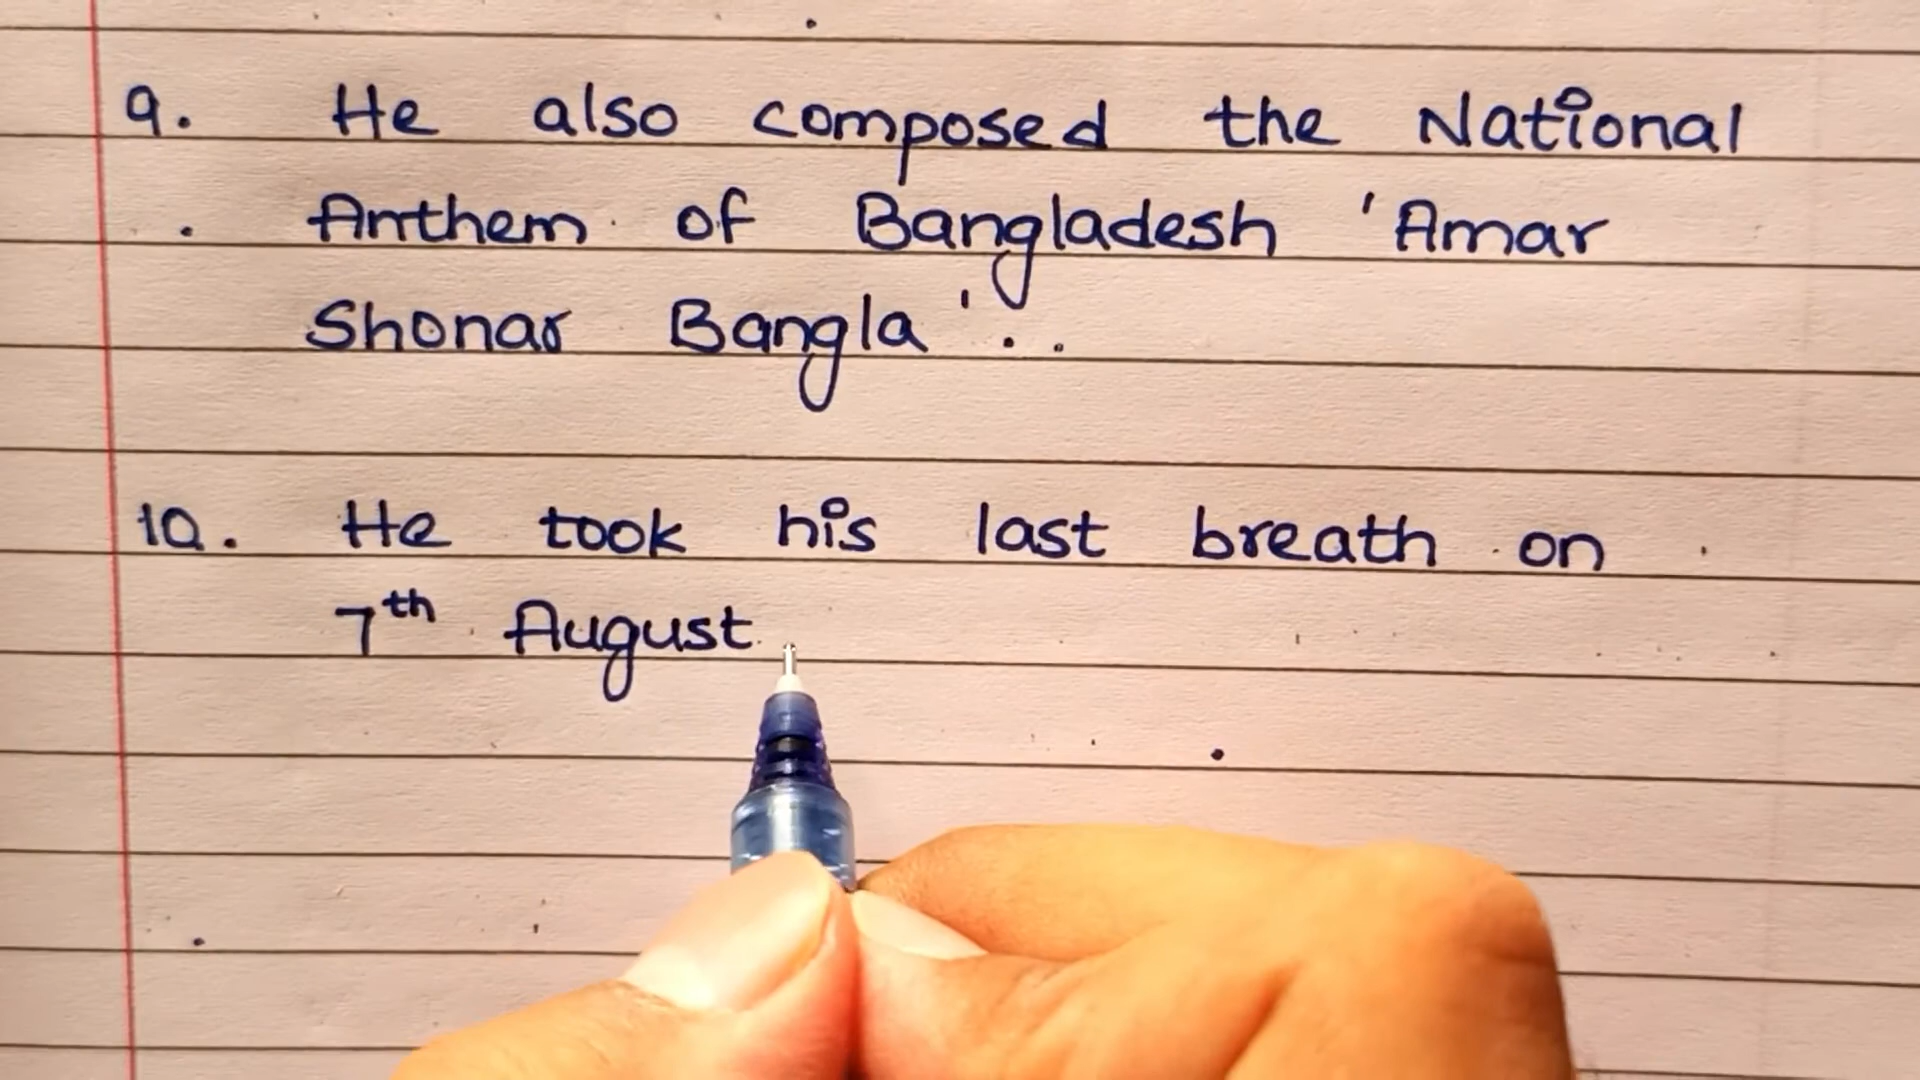 9. He also composed the National
Anthem of Bangladesh 'Amar
Shonar Bangla'..
10. He took his last breath on
7th August